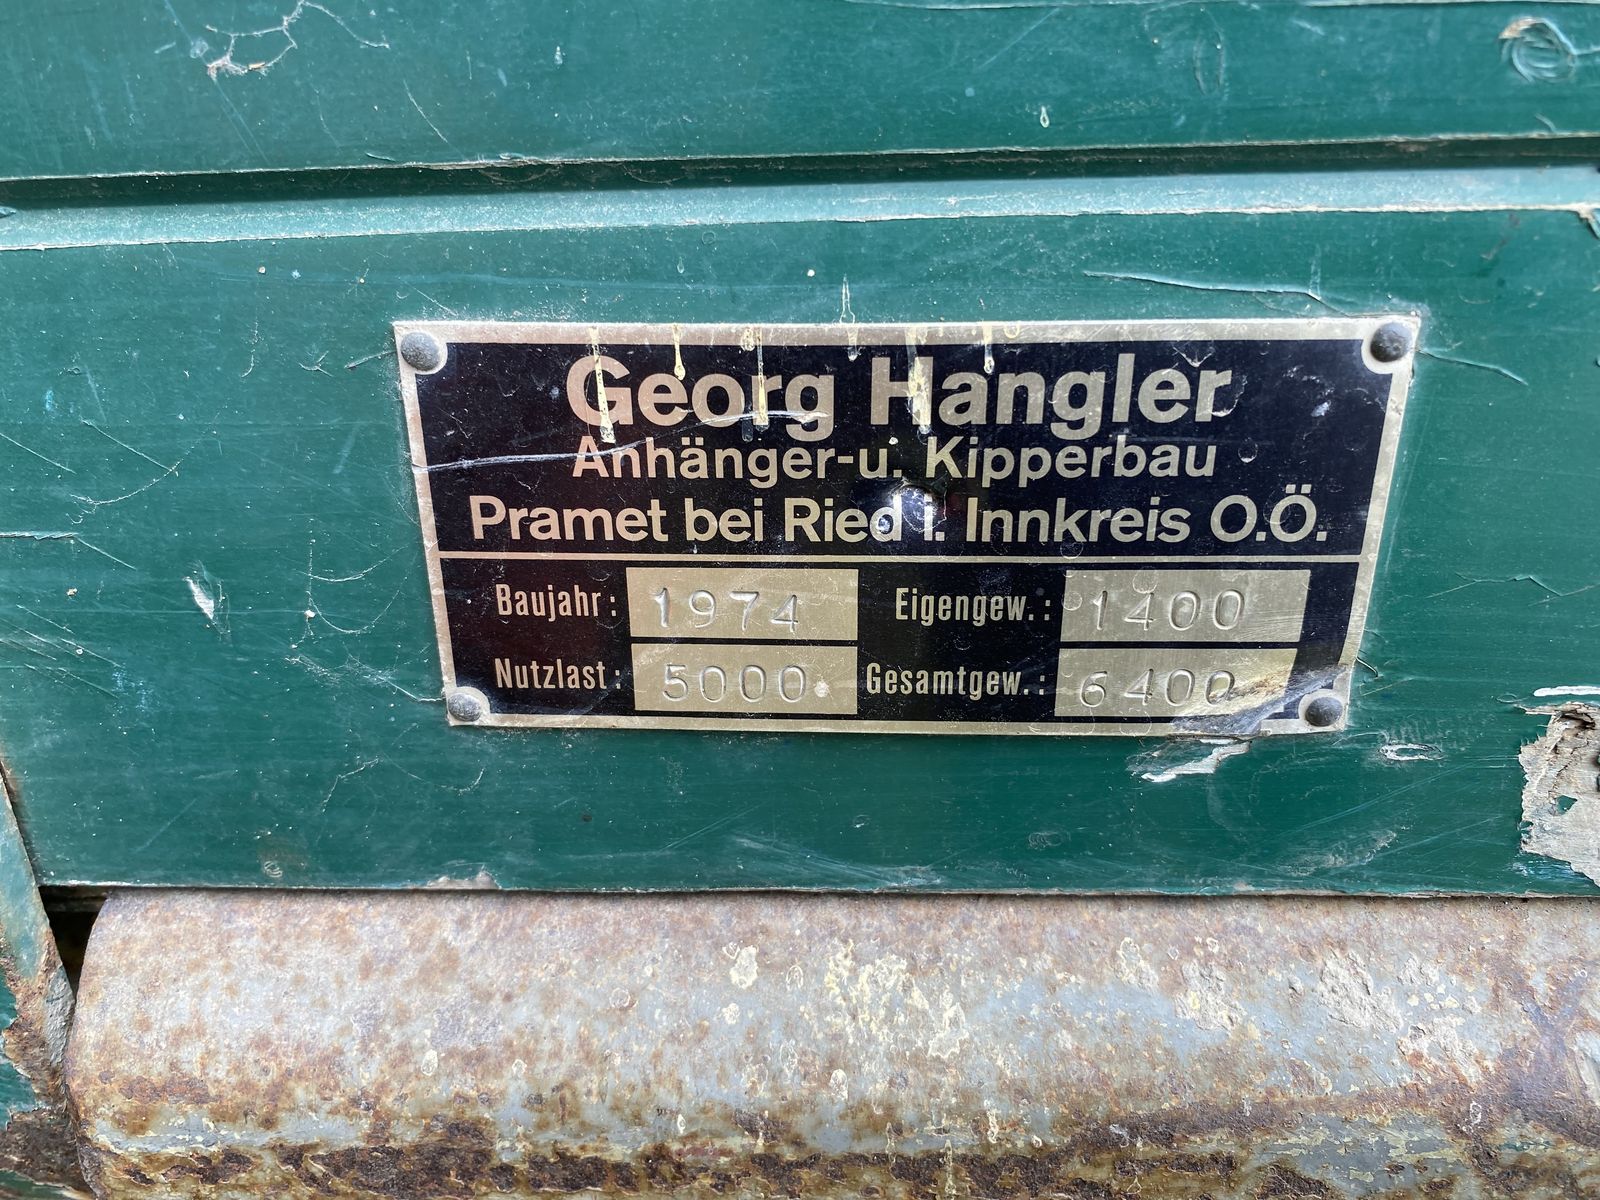 Georg Hangler
Anhänger-u. Kipperbau
Pramet bei Ried i. Innkreis O.Ö.
Baujahr: 1974 Eigengew.: 1400
Nutzlast: 5000 Gesamtgew.: 6400